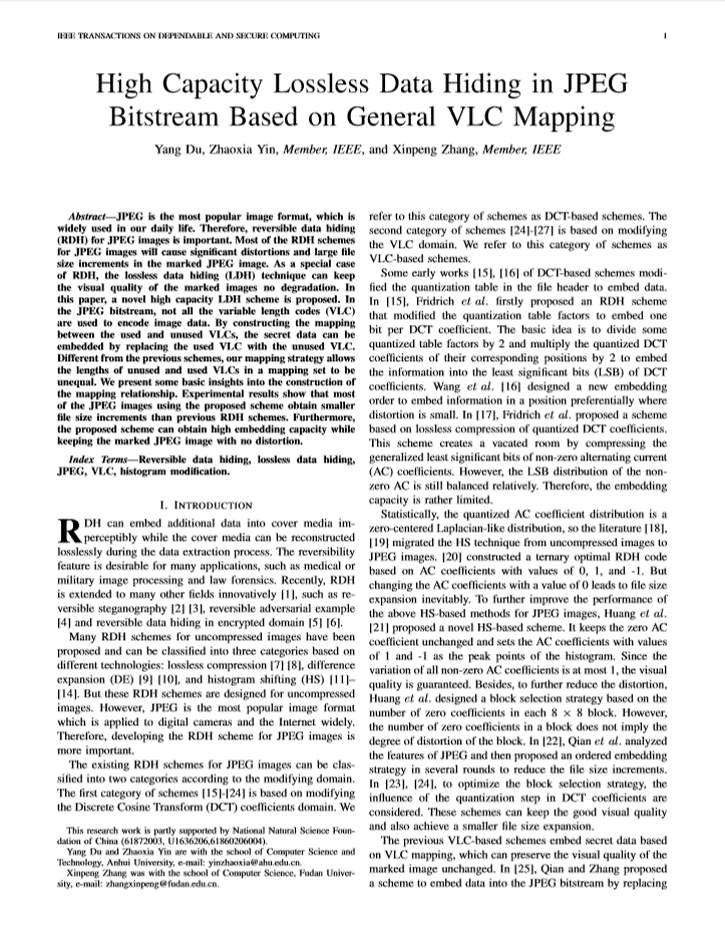 IEEE TRANSACTIONS ON DEPENDABLE AND SECURE COMPUTING
1
High Capacity Lossless Data Hiding in JPEG
Bitstream Based on General VLC Mapping
Yang Du, Zhaoxia Yin, Member, IEEE, and Xinpeng Zhang, Member, IEEE
Abstract—JPEG is the most popular image format, which is
widely used in our daily life. Therefore, reversible data hiding
(RDH) for JPEG images is important. Most of the RDH schemes
for JPEG images will cause significant distortions and large file
size increments in the marked JPEG image. As a special case
of RDH, the lossless data hiding (LDH) technique can keep
the visual quality of the marked images no degradation. In
this paper, a novel high capacity LDH scheme is proposed. In
the JPEG bitstream, not all the variable length codes (VLC)
are used to encode image data. By constructing the mapping
between the used and unused VLCs, the secret data can be
embedded by replacing the used VLC with the unused VLC.
Different from the previous schemes, our mapping strategy allows
the lengths of unused and used VLCs in a mapping set to be
unequal. We present some basic insights into the construction of
the mapping relationship. Experimental results show that most
of the JPEG images using the proposed scheme obtain smaller
file size increments than previous RDH schemes. Furthermore,
the proposed scheme can obtain high embedding capacity while
keeping the marked JPEG image with no distortion.
Index Terms—Reversible data hiding, lossless data hiding,
JPEG, VLC, histogram modification.
I. INTRODUCTION
RDH can embed additional data into cover media im-
perceptibly while the cover media can be reconstructed
losslessly during the data extraction process. The reversibility
feature is desirable for many applications, such as medical or
military image processing and law forensics. Recently, RDH
is extended to many other fields innovatively [1], such as re-
versible steganography [2] [3], reversible adversarial example
[4] and reversible data hiding in encrypted domain [5] [6].
Many RDH schemes for uncompressed images have been
proposed and can be classified into three categories based on
different technologies: lossless compression [7] [8], difference
expansion (DE) [9] [10], and histogram shifting (HS) [11]–
[14]. But these RDH schemes are designed for uncompressed
images. However, JPEG is the most popular image format
which is applied to digital cameras and the Internet widely.
Therefore, developing the RDH scheme for JPEG images is
more important.
The existing RDH schemes for JPEG images can be clas-
sified into two categories according to the modifying domain.
The first category of schemes [15]-[24] is based on modifying
the Discrete Cosine Transform (DCT) coefficients domain. We
This research work is partly supported by National Natural Science Foun-
dation of China (61872003, U1636206,61860206004).
Yang Du and Zhaoxia Yin are with the school of Computer Science and
Technology, Anhui University, e-mail: yinzhaoxia@ahu.edu.cn.
Xinpeng Zhang was with the school of Computer Science, Fudan Univer-
sity, e-mail: zhangxinpeng@fudan.edu.cn.
refer to this category of schemes as DCT-based schemes. The
second category of schemes [24]-[27] is based on modifying
the VLC domain. We refer to this category of schemes as
VLC-based schemes.
Some early works [15], [16] of DCT-based schemes modi-
fied the quantization table in the file header to embed data.
In [15], Fridrich et al. firstly proposed an RDH scheme
that modified the quantization table factors to embed one
bit per DCT coefficient. The basic idea is to divide some
quantized table factors by 2 and multiply the quantized DCT
coefficients of their corresponding positions by 2 to embed
the information into the least significant bits (LSB) of DCT
coefficients. Wang et al. [16] designed a new embedding
order to embed information in a position preferentially where
distortion is small. In [17], Fridrich et al. proposed a scheme
based on lossless compression of quantized DCT coefficients.
This scheme creates a vacated room by compressing the
generalized least significant bits of non-zero alternating current
(AC) coefficients. However, the LSB distribution of the non-
zero AC is still balanced relatively. Therefore, the embedding
capacity is rather limited.
Statistically, the quantized AC coefficient distribution is a
zero-centered Laplacian-like distribution, so the literature [18],
[19] migrated the HS technique from uncompressed images to
JPEG images. [20] constructed a ternary optimal RDH code
based on AC coefficients with values of 0, 1, and -1. But
changing the AC coefficients with a value of 0 leads to file size
expansion inevitably. To further improve the performance of
the above HS-based methods for JPEG images, Huang et al.
[21] proposed a novel HS-based scheme. It keeps the zero AC
coefficient unchanged and sets the AC coefficients with values
of 1 and -1 as the peak points of the histogram. Since the
variation of all non-zero AC coefficients is at most 1, the visual
quality is guaranteed. Besides, to further reduce the distortion,
Huang et al. designed a block selection strategy based on the
number of zero coefficients in each 8 × 8 block. However,
the number of zero coefficients in a block does not imply the
degree of distortion of the block. In [22], Qian et al. analyzed
the features of JPEG and then proposed an ordered embedding
strategy in several rounds to reduce the file size increments.
In [23], [24], to optimize the block selection strategy, the
influence of the quantization step in DCT coefficients are
considered. These schemes can keep the good visual quality
and also achieve a smaller file size expansion.
The previous VLC-based schemes embed secret data based
on VLC mapping, which can preserve the visual quality of the
marked image unchanged. In [25], Qian and Zhang proposed
a scheme to embed data into the JPEG bitstream by replacing